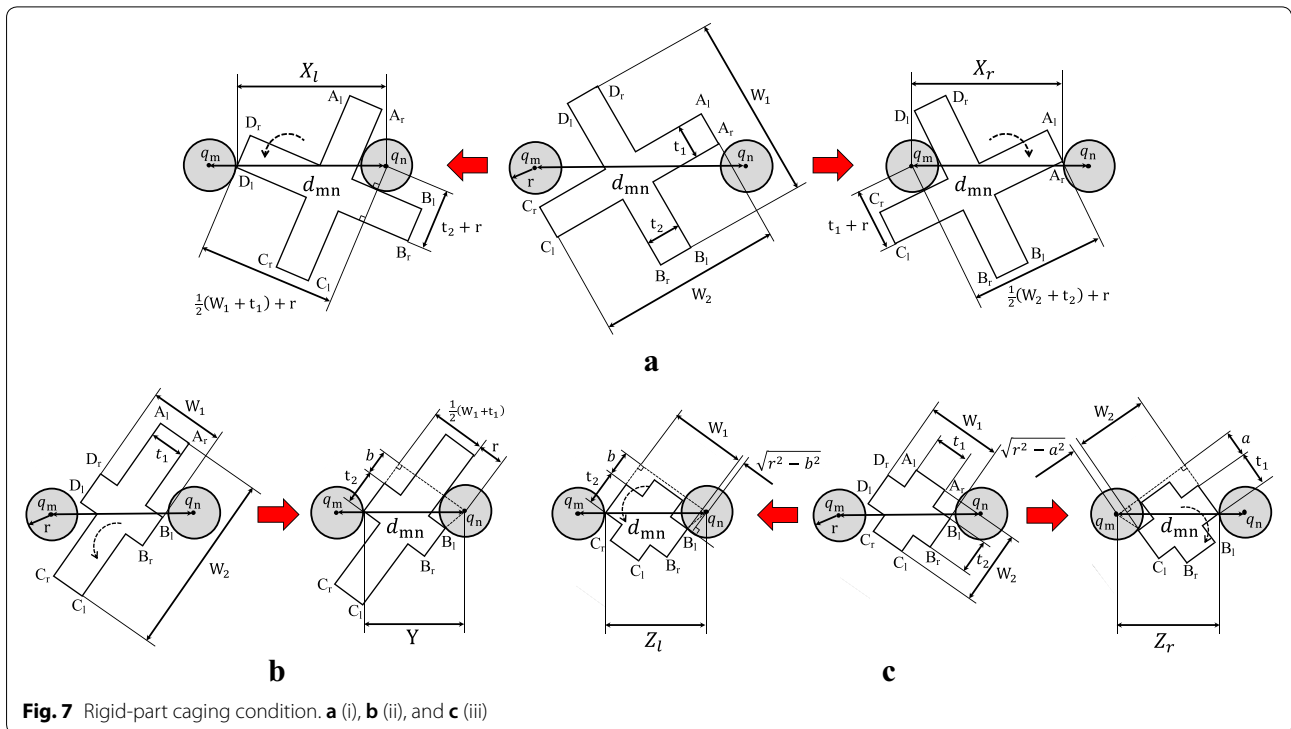 X_l
A_l
A_r
D_r
q_m
q_n
D_l
d_mn
B_l
t_2 + r
B_r
C_r
C_l
½(W_1 + t_1) + r
D_r
W_1
D_l
A_l
A_r
t_1
q_m
q_n
r
d_mn
C_r
t_2
C_l
B_r
B_l
W_2
X_r
D_l
A_l
q_m
q_n
d_mn
A_r
C_r
t_1 + r
C_l
B_r
B_l
½(W_2 + t_2) + r
a
W_1
A_l
A_r
t_1
D_r
D_l
q_m
q_n
r
B_l
B_r
W_2
C_r
C_l
½(W_1+t_1)
r
b
t_2
q_m
q_n
d_mn
B_l
B_r
C_r
C_l
Y
b
W_1
√(r² − b²)
b
t_2
q_m
q_n
d_mn
C_r
B_l
C_l
B_r
Z_l
W_1
t_1
D_r
A_l
D_l
A_r
q_m
q_n
r
d_mn
C_r
B_l
C_l
B_r
t_2
W_2
W_2
√(r² − a²)
a
t_1
q_m
q_n
d_mn
B_l
C_l
B_r
Z_r
c
Fig. 7 Rigid-part caging condition. a (i), b (ii), and c (iii)